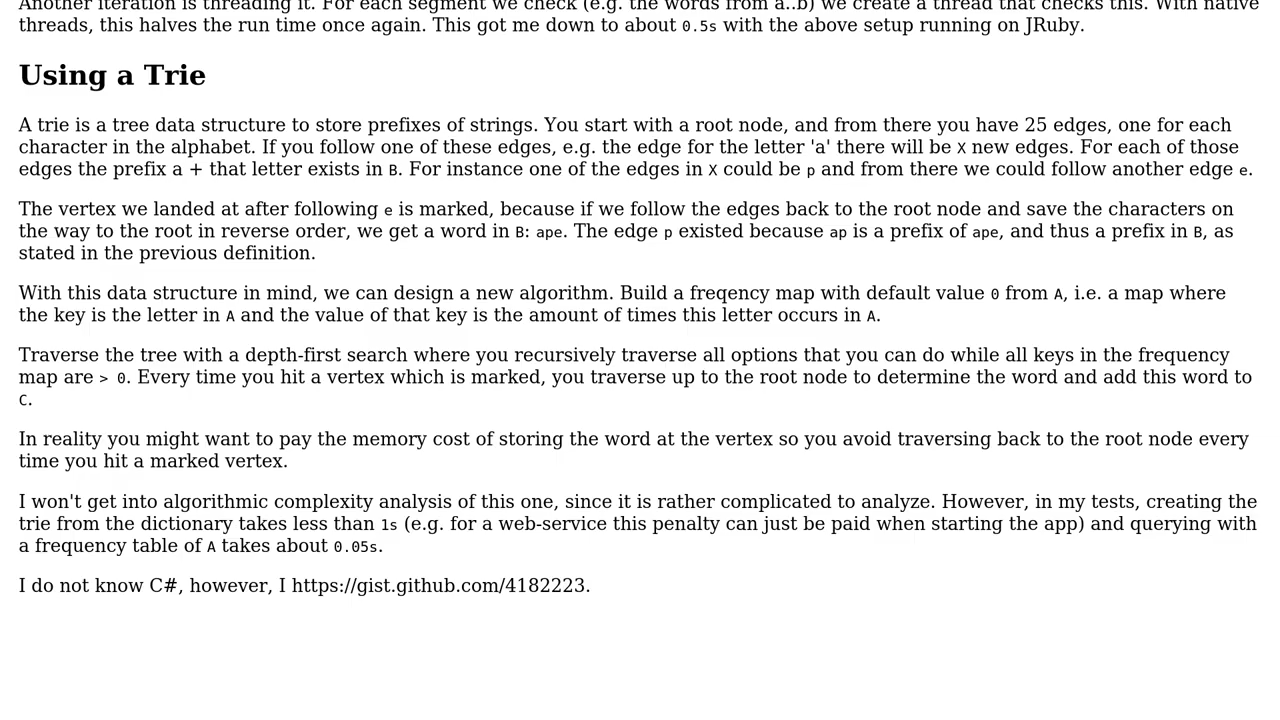 Another iteration is threading it. For each segment we check (e.g. the words from a..b) we create a thread that checks this. With native
threads, this halves the run time once again. This got me down to about 0.5s with the above setup running on JRuby.
Using a Trie
A trie is a tree data structure to store prefixes of strings. You start with a root node, and from there you have 25 edges, one for each
character in the alphabet. If you follow one of these edges, e.g. the edge for the letter 'a' there will be X new edges. For each of those
edges the prefix a + that letter exists in B. For instance one of the edges in X could be p and from there we could follow another edge e.
The vertex we landed at after following e is marked, because if we follow the edges back to the root node and save the characters on
the way to the root in reverse order, we get a word in B: ape. The edge p existed because ap is a prefix of ape, and thus a prefix in B, as
stated in the previous definition.
With this data structure in mind, we can design a new algorithm. Build a freqency map with default value 0 from A, i.e. a map where
the key is the letter in A and the value of that key is the amount of times this letter occurs in A.
Traverse the tree with a depth-first search where you recursively traverse all options that you can do while all keys in the frequency
map are > 0. Every time you hit a vertex which is marked, you traverse up to the root node to determine the word and add this word to
C.
In reality you might want to pay the memory cost of storing the word at the vertex so you avoid traversing back to the root node every
time you hit a marked vertex.
I won't get into algorithmic complexity analysis of this one, since it is rather complicated to analyze. However, in my tests, creating the
trie from the dictionary takes less than 1s (e.g. for a web-service this penalty can just be paid when starting the app) and querying with
a frequency table of A takes about 0.05s.
I do not know C#, however, I https://gist.github.com/4182223.